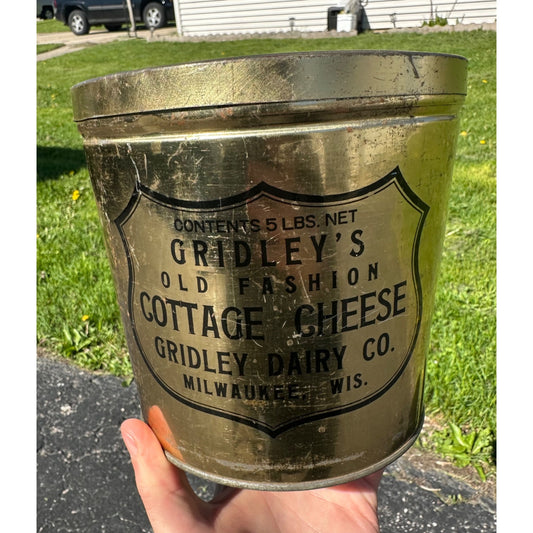 CONTENTS 5 LBS. NET
GRIDLEY'S
OLD FASHION
COTTAGE CHEESE
GRIDLEY DAIRY CO.
MILWAUKEE, WIS.